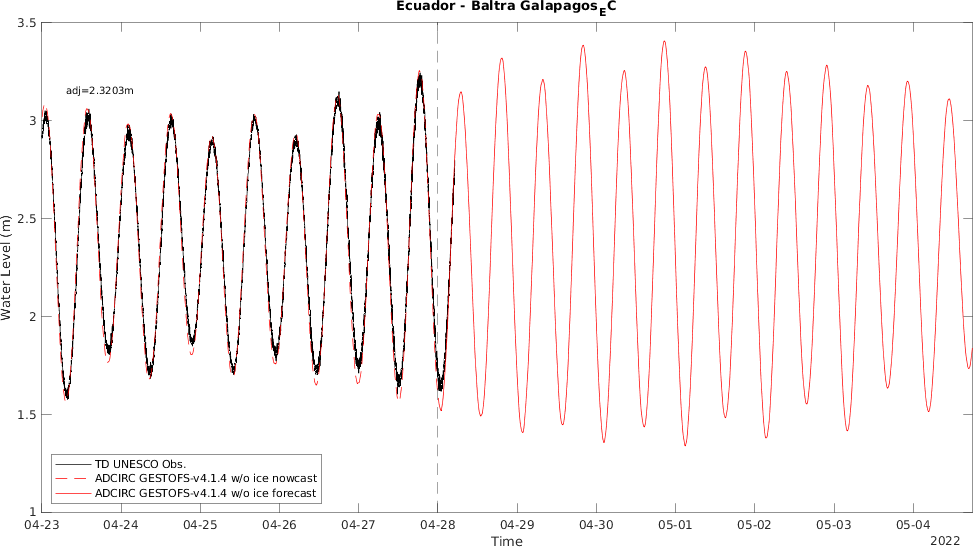 Ecuador - Baltra Galapagos_EC
3.5
adj=2.3203m
3
2.5
Water Level (m)
2
1.5
TD UNESCO Obs.
ADCIRC GESTOFS-v4.1.4 w/o ice nowcast
ADCIRC GESTOFS-v4.1.4 w/o ice forecast
1
04-23 04-24 04-25 04-26 04-27 04-28 04-29 04-30 05-01 05-02 05-03 05-04
Time
2022